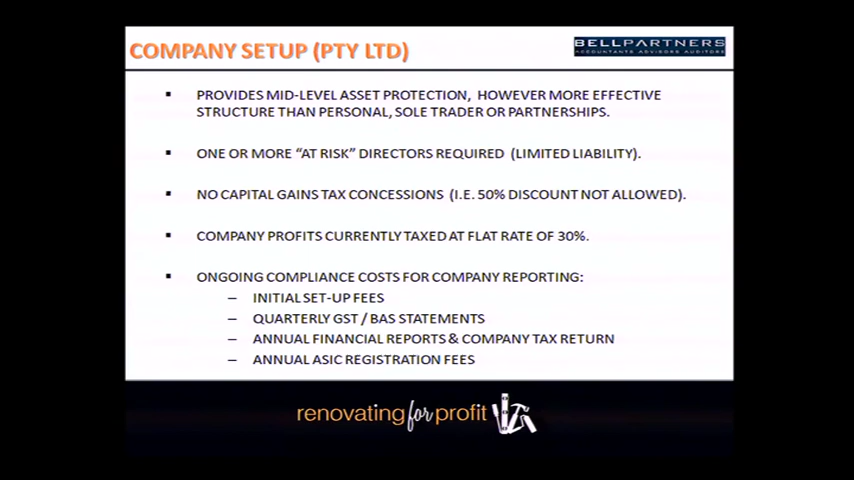 COMPANY SETUP (PTY LTD)
BELLPARTNERS
ACCOUNTANTS ADVISORS AUDITORS
▪ PROVIDES MID-LEVEL ASSET PROTECTION, HOWEVER MORE EFFECTIVE
STRUCTURE THAN PERSONAL, SOLE TRADER OR PARTNERSHIPS.
▪ ONE OR MORE “AT RISK” DIRECTORS REQUIRED (LIMITED LIABILITY).
▪ NO CAPITAL GAINS TAX CONCESSIONS (I.E. 50% DISCOUNT NOT ALLOWED).
▪ COMPANY PROFITS CURRENTLY TAXED AT FLAT RATE OF 30%.
▪ ONGOING COMPLIANCE COSTS FOR COMPANY REPORTING:
– INITIAL SET-UP FEES
– QUARTERLY GST / BAS STATEMENTS
– ANNUAL FINANCIAL REPORTS & COMPANY TAX RETURN
– ANNUAL ASIC REGISTRATION FEES
renovating for profit